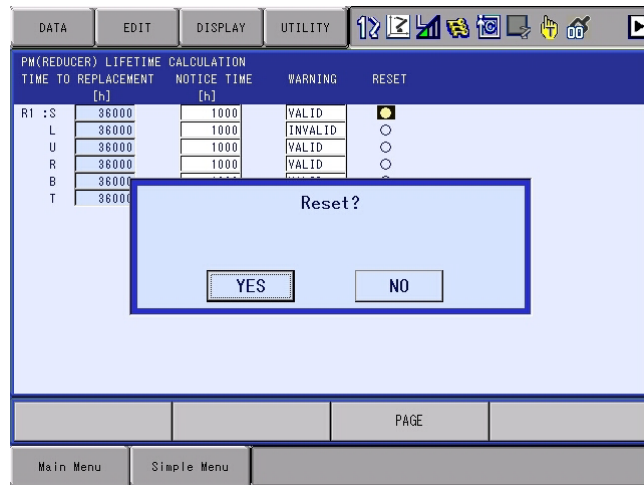 DATA EDIT DISPLAY UTILITY
PM(REDUCER) LIFETIME CALCULATION
TIME TO REPLACEMENT NOTICE TIME WARNING RESET
[h] [h]
R1 :S 36000 1000 VALID
L 36000 1000 INVALID
U 36000 1000 VALID
R 36000 1000 VALID
B 36000
T 36000
Reset?
YES NO
PAGE
Main Menu Simple Menu